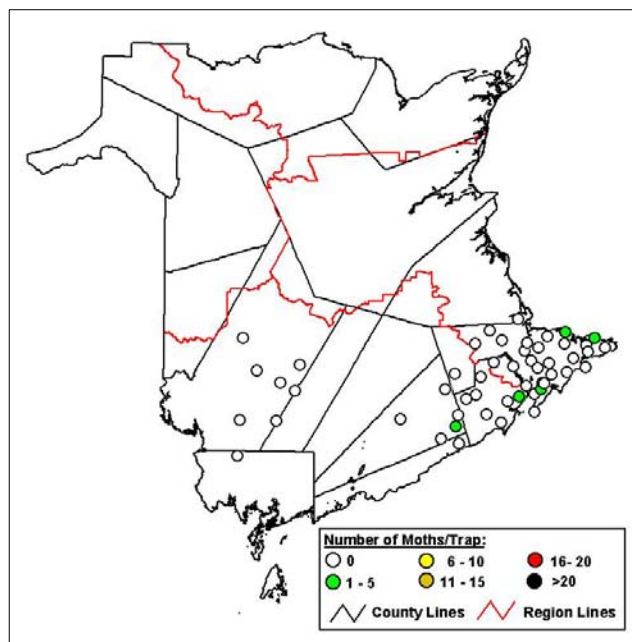 Number of Moths/Trap:
0 6 - 10 16- 20
1 - 5 11 - 15 >20
County Lines Region Lines